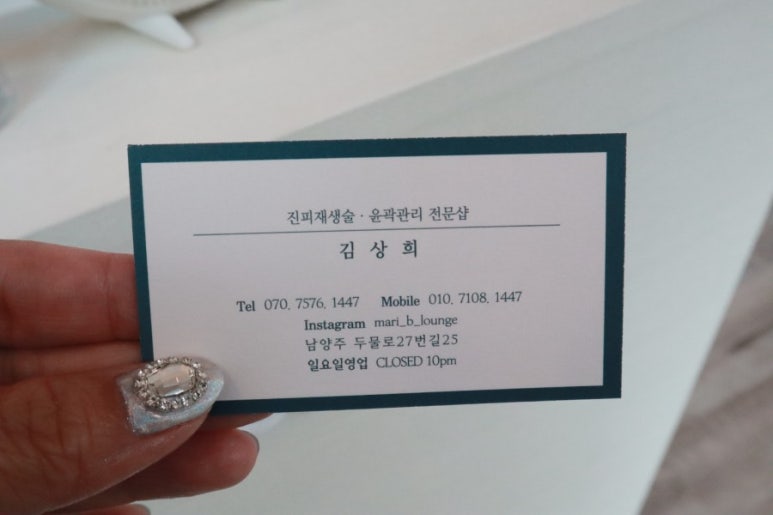 진피재생술 · 윤곽관리 전문샵
김 상 희
Tel 070. 7576. 1447 Mobile 010. 7108. 1447
Instagram mari_b_lounge
남양주 두물로27번길25
일요일영업 CLOSED 10pm